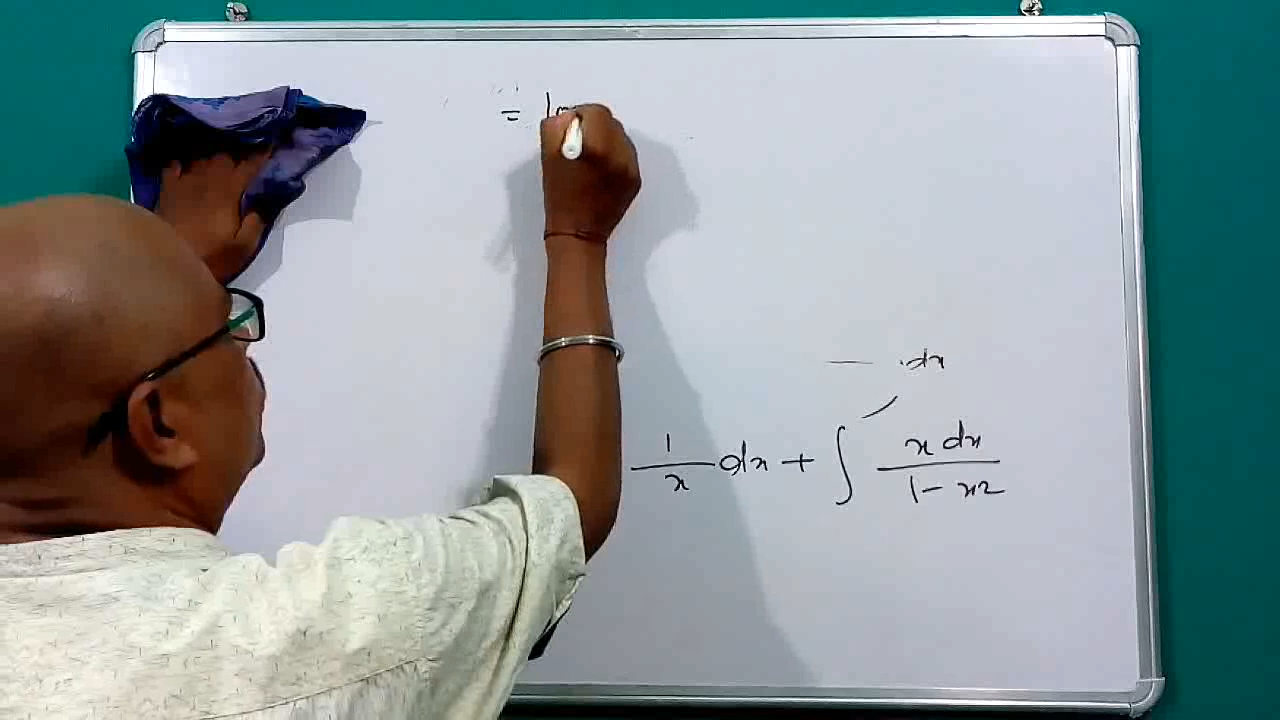 = ln
— dx
1/x dx + ∫ x dx / 1 - x2